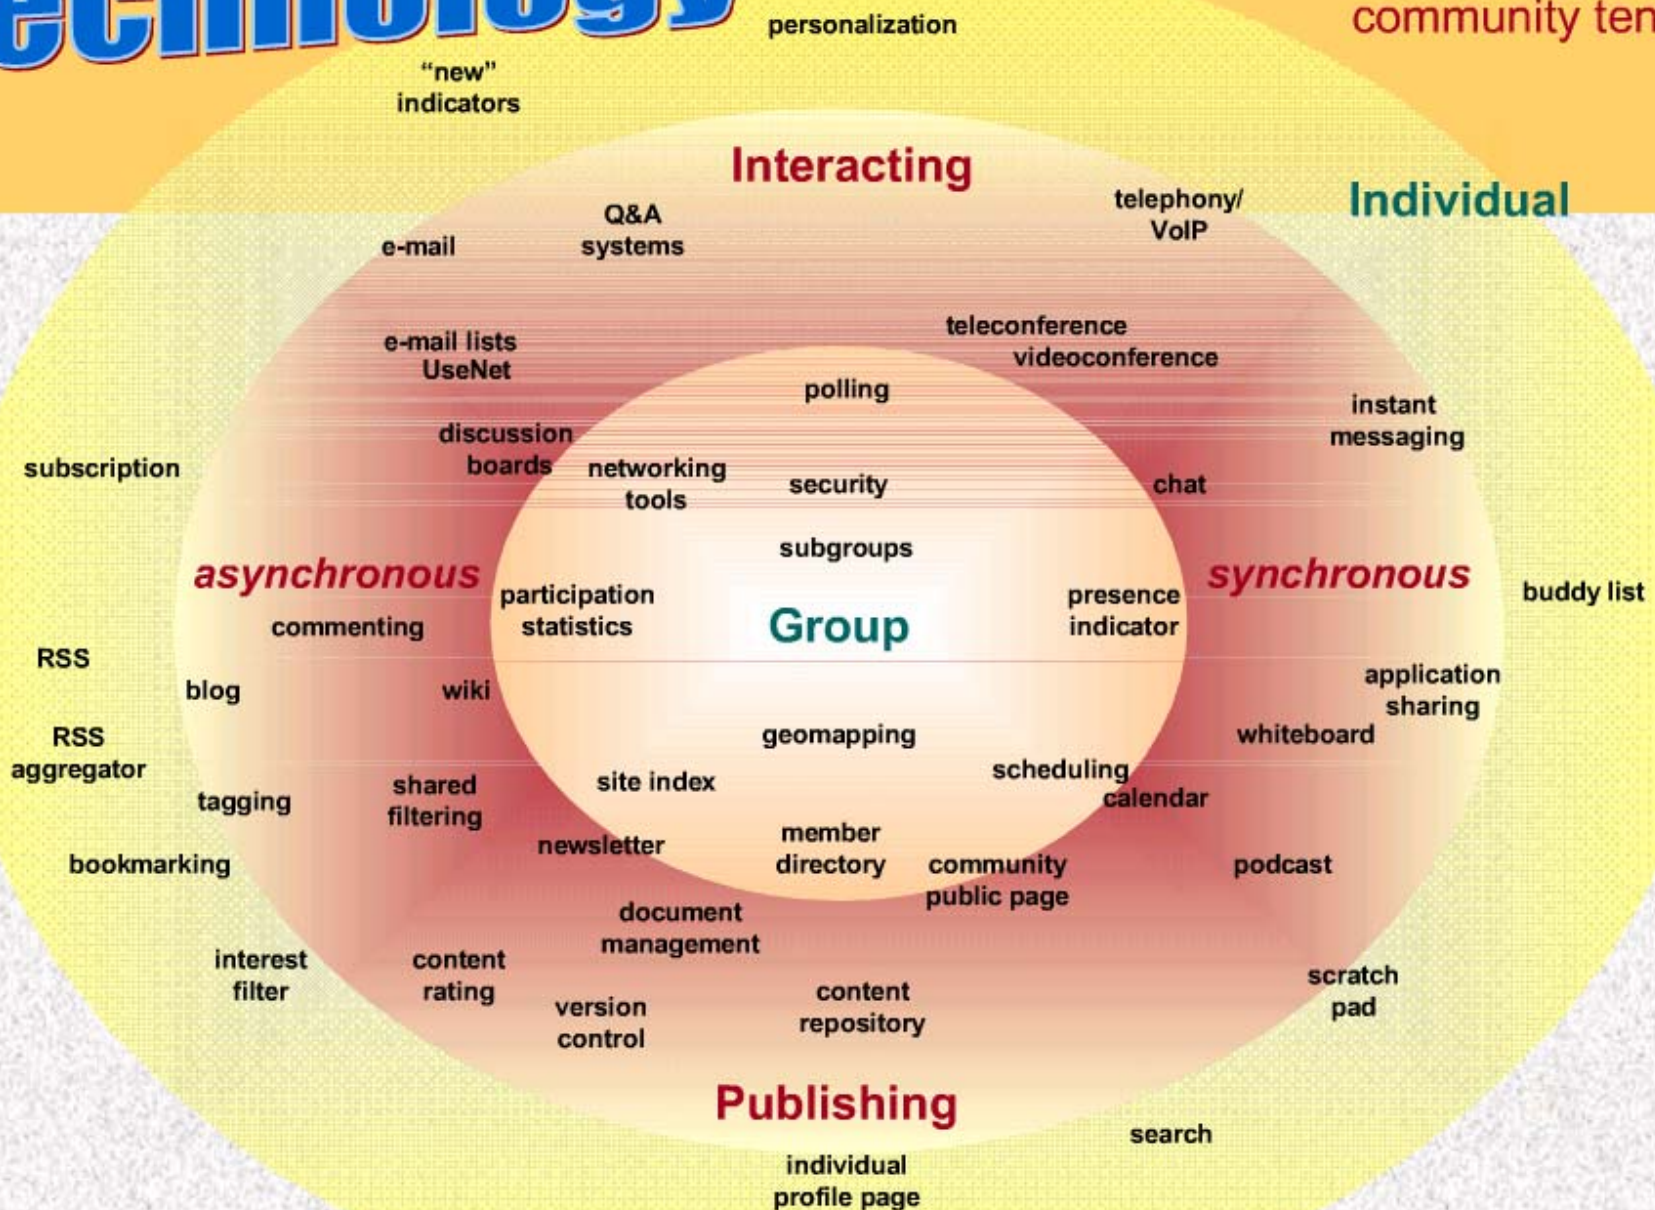 echnology
personalization
community ten
“new”
indicators
Interacting
Individual
telephony/
VoIP
Q&A
systems
e-mail
teleconference
videoconference
e-mail lists
UseNet
polling
instant
messaging
discussion
boards
networking
tools
security
chat
subscription
subgroups
asynchronous
synchronous
participation
statistics
Group
presence
indicator
buddy list
commenting
RSS
blog
wiki
application
sharing
RSS
aggregator
geomapping
whiteboard
scheduling
calendar
site index
shared
filtering
tagging
newsletter
member
directory
community
public page
bookmarking
podcast
document
management
interest
filter
content
rating
version
control
content
repository
scratch
pad
Publishing
search
individual
profile page